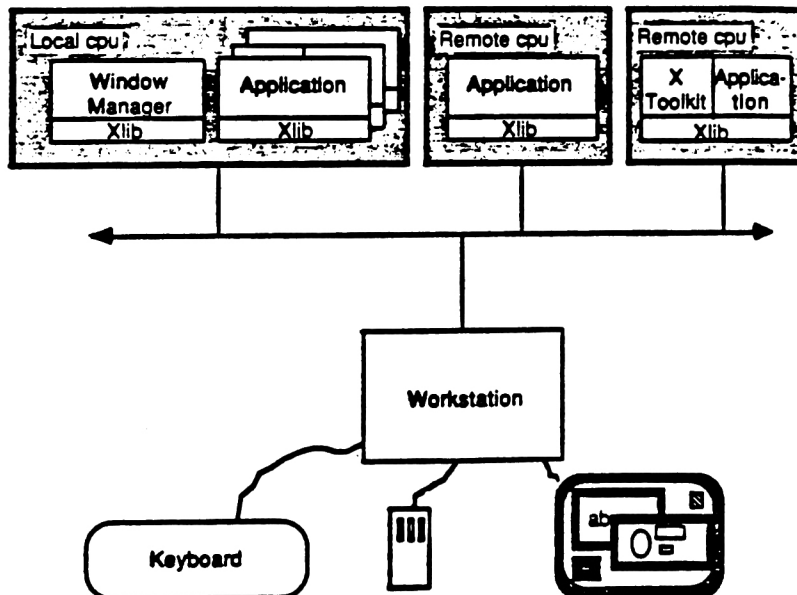 Local cpu
Remote cpu
Remote cpu
Window
Manager
Xlib
Application
Xlib
Application
Xlib
X
Toolkit
Applica-
tion
Xlib
Workstation
Keyboard
ab